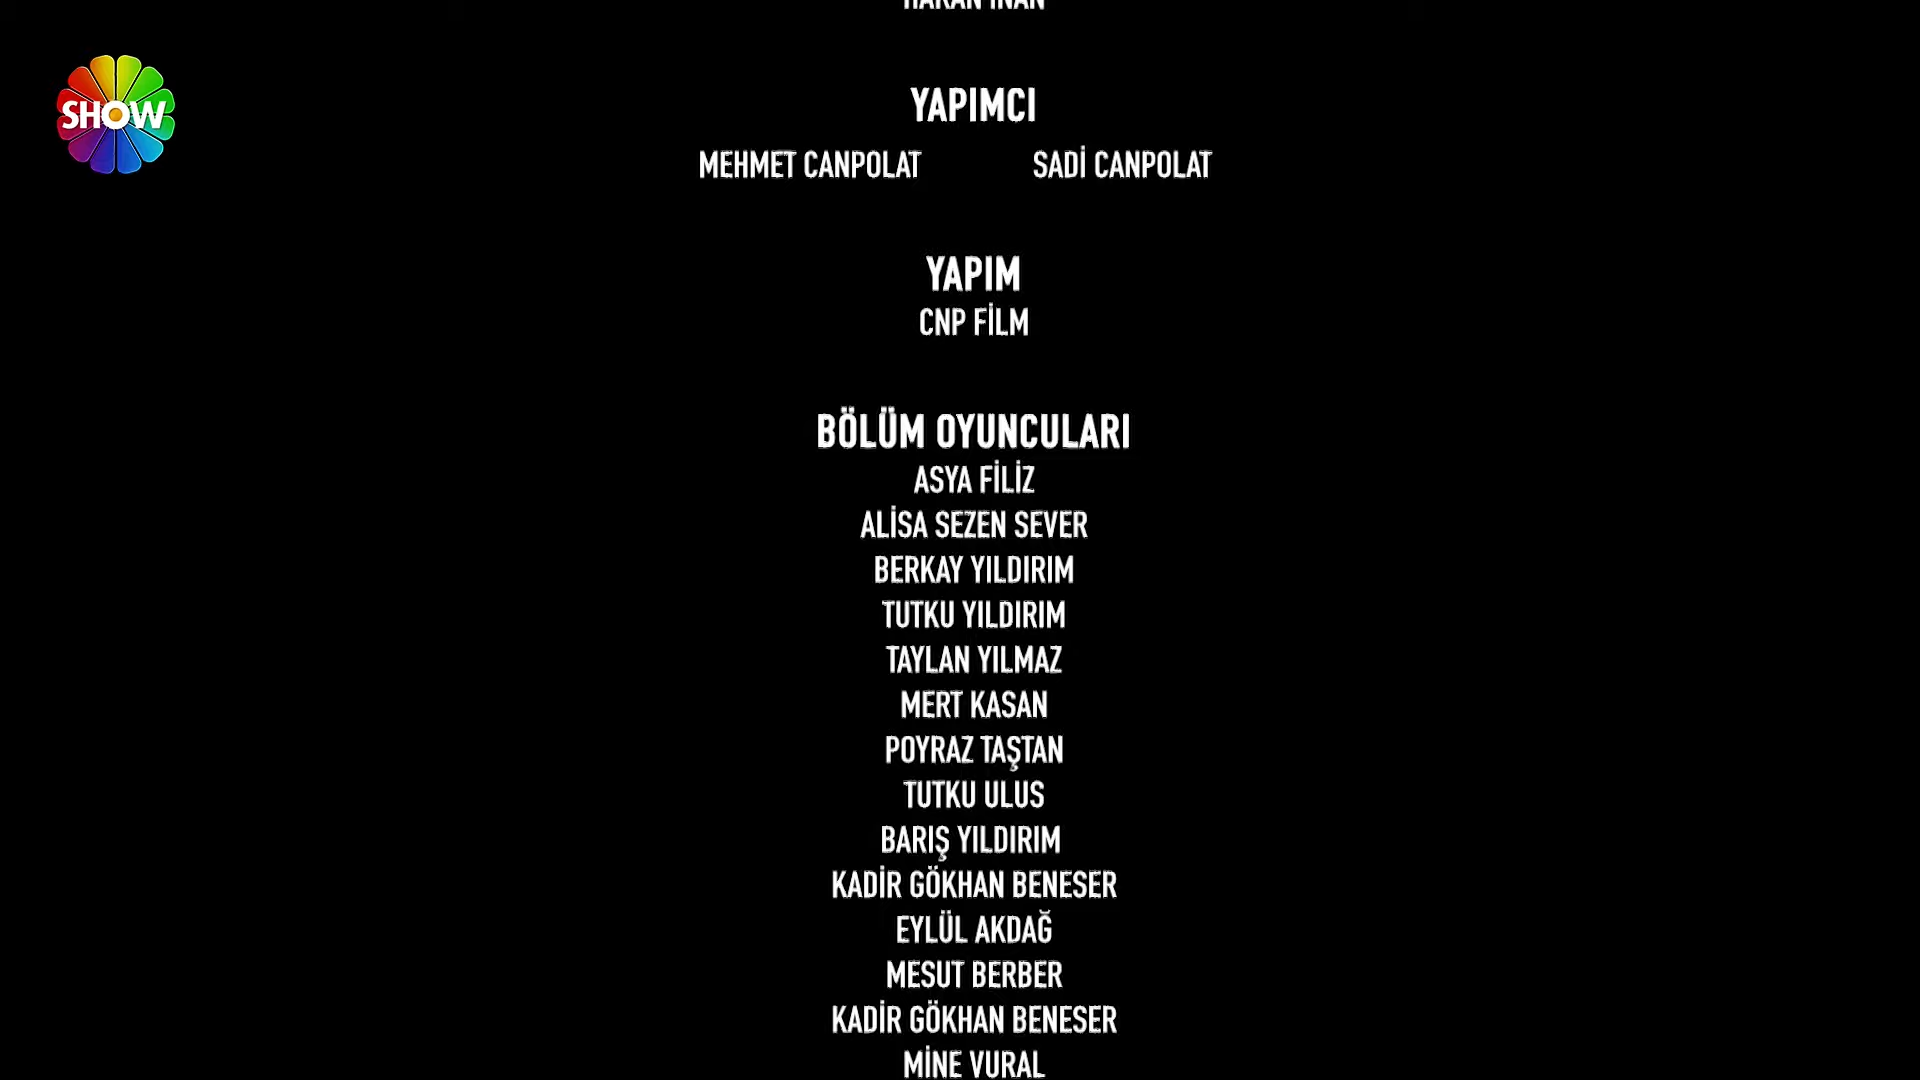 HAKAN İNAN
SHOW
YAPIMCI
MEHMET CANPOLAT SADİ CANPOLAT
YAPIM
CNP FİLM
BÖLÜM OYUNCULARI
ASYA FİLİZ
ALİSA SEZEN SEVER
BERKAY YILDIRIM
TUTKU YILDIRIM
TAYLAN YILMAZ
MERT KASAN
POYRAZ TAŞTAN
TUTKU ULUS
BARIŞ YILDIRIM
KADİR GÖKHAN BENESER
EYLÜL AKDAĞ
MESUT BERBER
KADİR GÖKHAN BENESER
MİNE VURAL